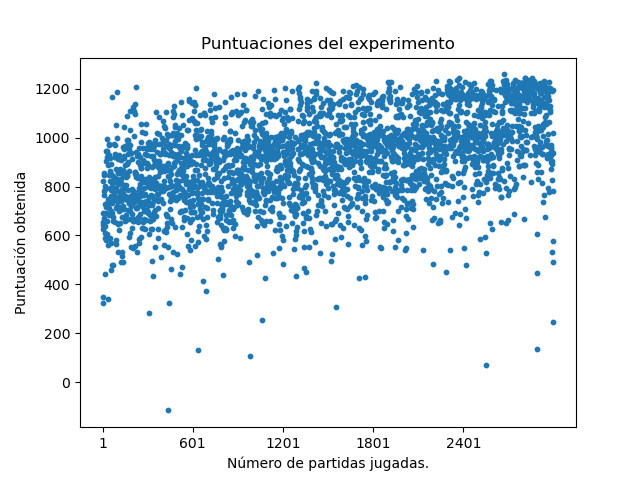 Puntuaciones del experimento
1200
1000
800
600
400
200
0
Puntuación obtenida
1 601 1201 1801 2401
Número de partidas jugadas.